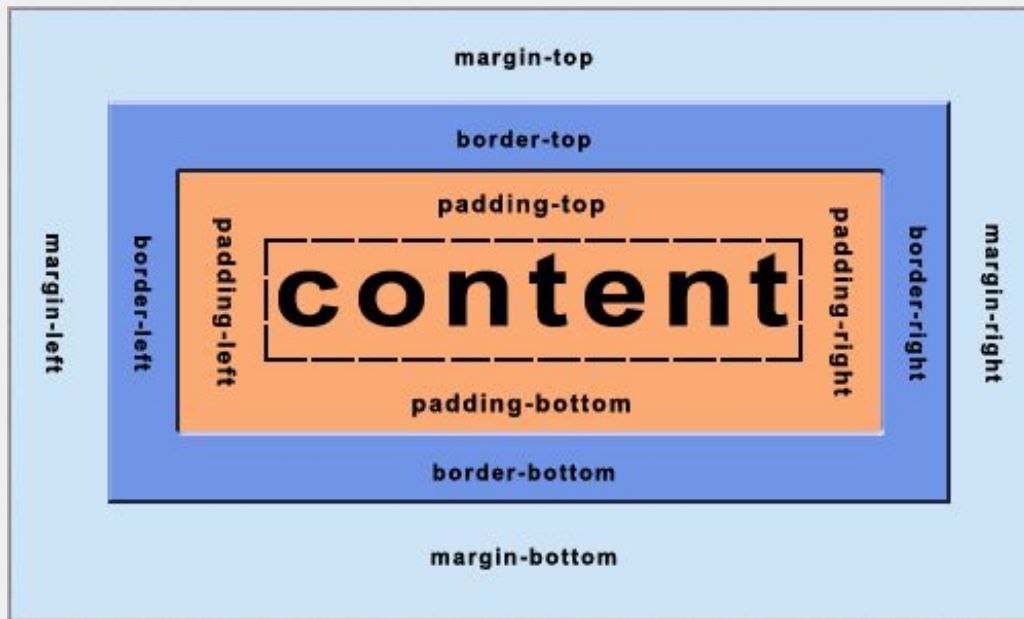 margin-top
border-top
padding-top
margin-left
border-left
padding-left
content
padding-right
border-right
margin-right
padding-bottom
border-bottom
margin-bottom